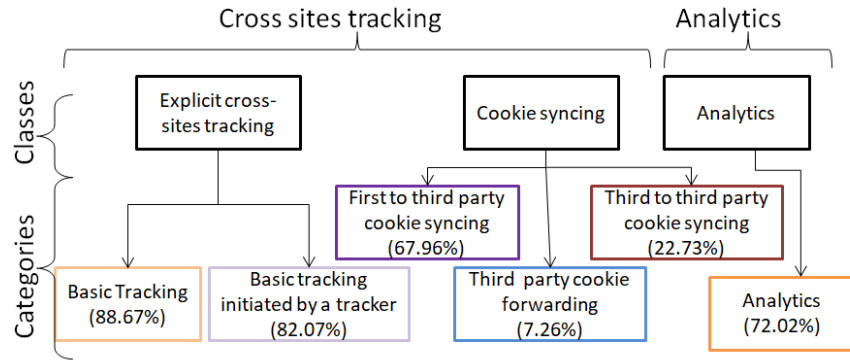 Cross sites tracking
Analytics
Classes
Explicit cross-
sites tracking
Cookie syncing
Analytics
Categories
First to third party
cookie syncing
(67.96%)
Third to third party
cookie syncing
(22.73%)
Basic Tracking
(88.67%)
Basic tracking
initiated by a tracker
(82.07%)
Third party cookie
forwarding
(7.26%)
Analytics
(72.02%)